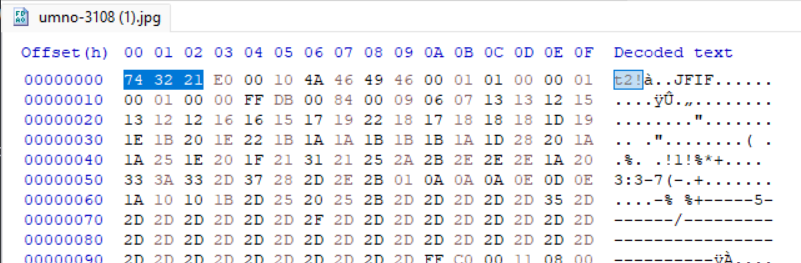 umno-3108 (1).jpg
Offset(h) 00 01 02 03 04 05 06 07 08 09 0A 0B 0C 0D 0E 0F Decoded text
00000000 74 32 21 E0 00 10 4A 46 49 46 00 01 01 00 00 01 t2!à..JFIF......
00000010 00 01 00 00 FF DB 00 84 00 09 06 07 13 13 12 15 ....ÿÛ.„........
00000020 13 12 12 16 16 15 17 19 22 18 17 18 18 18 1D 19 ........".......
00000030 1E 1B 20 1E 22 1B 1A 1A 1B 1B 1B 1A 1D 28 20 1A .. ."........( .
00000040 1A 25 1E 20 1F 21 31 21 25 2A 2B 2E 2E 2E 1A 20 .%. .!1!%*+.... 
00000050 33 3A 33 2D 37 28 2D 2E 2B 01 0A 0A 0A 0E 0D 0E 3:3-7(-.+.......
00000060 1A 10 10 1B 2D 25 20 25 2B 2D 2D 2D 2D 2D 35 2D ....-% %+-----5-
00000070 2D 2D 2D 2D 2D 2D 2F 2D 2D 2D 2D 2D 2D 2D 2D 2D ------/---------
00000080 2D 2D 2D 2D 2D 2D 2D 2D 2D 2D 2D 2D 2D 2D 2D 2D ----------------
00000090 2D 2D 2D 2D 2D 2D 2D 2D 2D 2D FF C0 00 11 08 00 ----------ÿÀ....